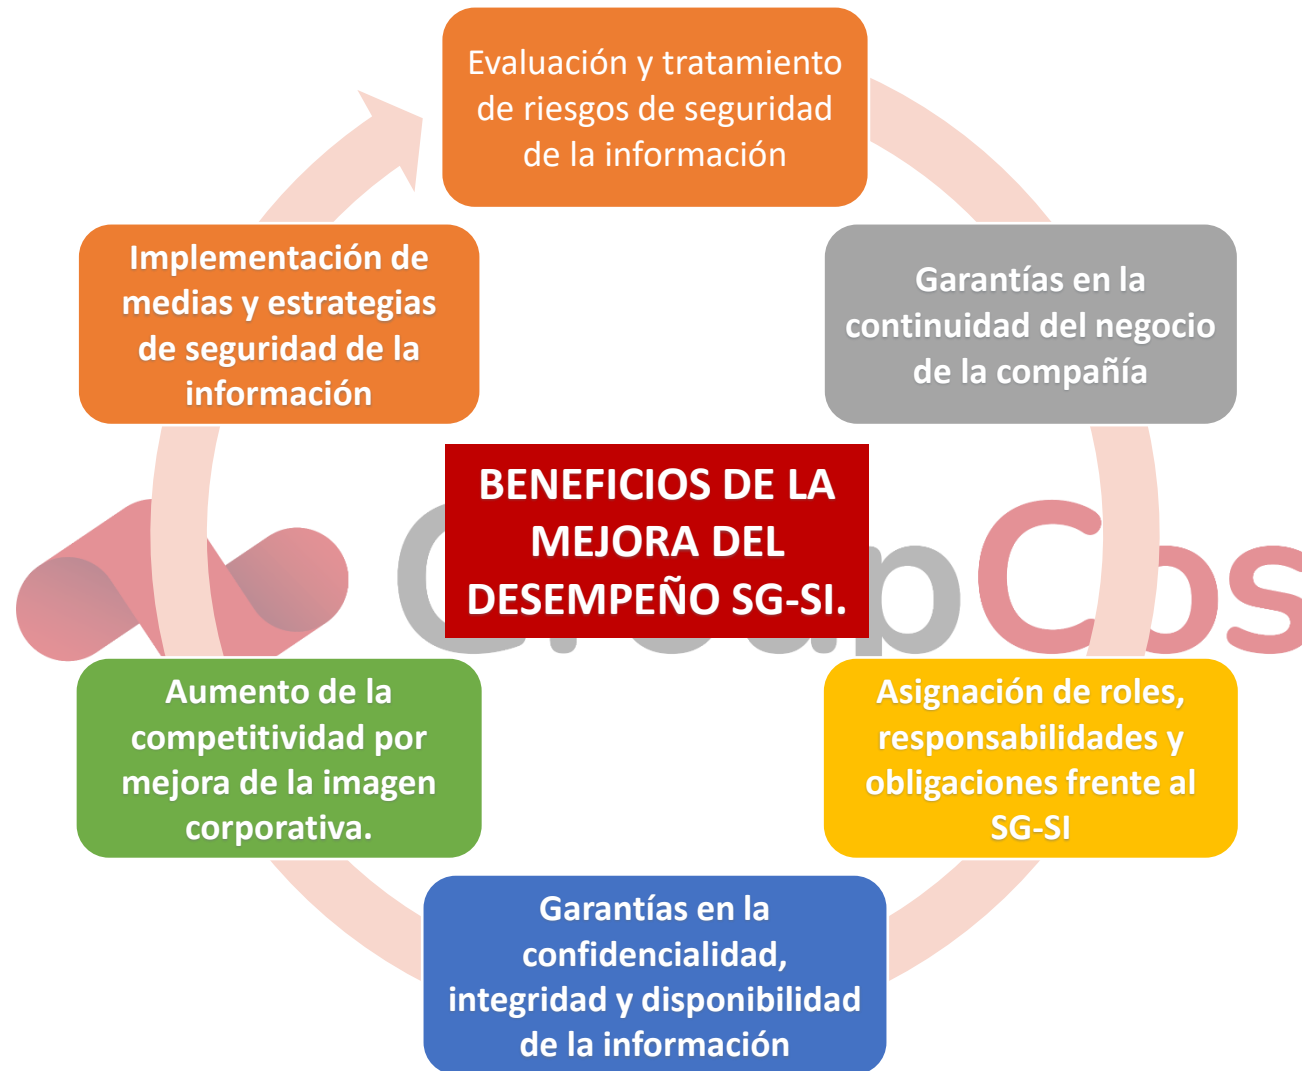 Evaluación y tratamiento
de riesgos de seguridad
de la información
Garantías en la
continuidad del negocio
de la compañía
Asignación de roles,
responsabilidades y
obligaciones frente al
SG-SI
Garantías en la
confidencialidad,
integridad y disponibilidad
de la información
Aumento de la
competitividad por
mejora de la imagen
corporativa.
Implementación de
medias y estrategias
de seguridad de la
información
BENEFICIOS DE LA
MEJORA DEL
DESEMPEÑO SG-SI.